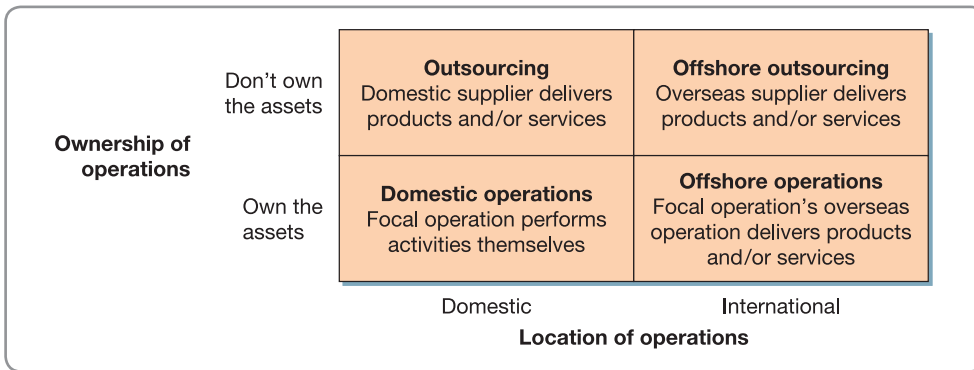 Ownership of
operations
Don't own
the assets
Outsourcing
Domestic supplier delivers
products and/or services
Offshore outsourcing
Overseas supplier delivers
products and/or services
Own the
assets
Domestic operations
Focal operation performs
activities themselves
Offshore operations
Focal operation's overseas
operation delivers products
and/or services
Domestic
International
Location of operations